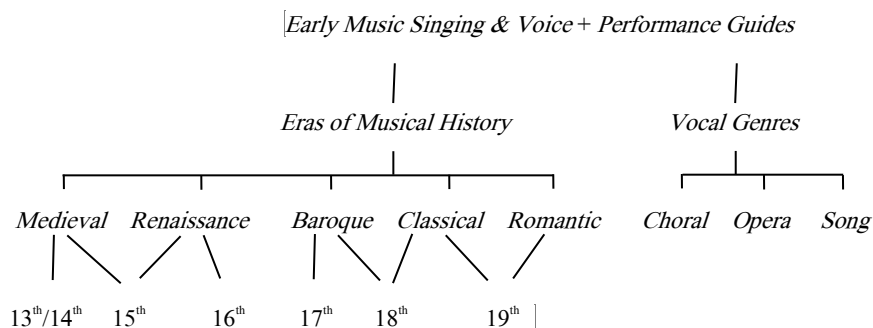 Early Music Singing & Voice + Performance Guides
Eras of Musical History Vocal Genres
Medieval Renaissance Baroque Classical Romantic Choral Opera Song
13th/14th 15th 16th 17th 18th 19th